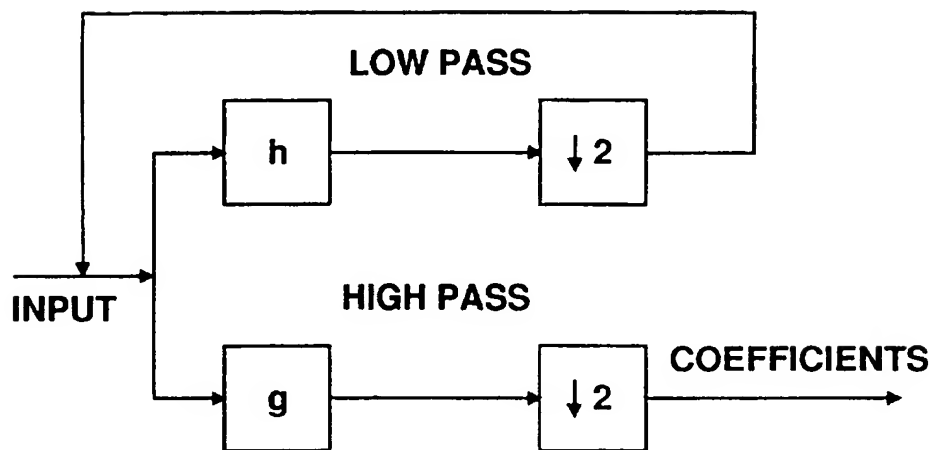 LOW PASS
h
↓ 2
INPUT
HIGH PASS
g
↓ 2
COEFFICIENTS